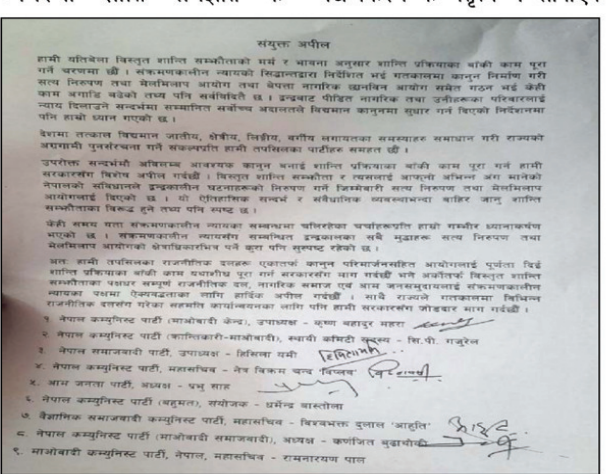 संयुक्त अपील
हामी यतिबेला विस्तृत शान्ति सम्झौताको मर्म र भावना अनुसार शान्ति प्रक्रियाका बाँकी काम पूरा
गर्ने चरणमा छौं । संक्रमणकालीन न्यायको सिद्धान्तद्वारा निर्देशित भई गतकालमा कानून निर्माण गरी
सत्य निरुपण तथा मेलमिलाप आयोग तथा बेपत्ता नागरिक छानविन आयोग समेत गठन भई केही
काम अगाडि बढेको तथ्य पनि सर्वविदितै छ । द्वन्द्वबाट पीडित नागरिक तथा उनीहरूका परिवारलाई
न्याय दिलाउने सन्दर्भमा सम्मानित सर्वोच्च अदालतले विद्यमान कानूनमा सुधार गर्न दिएको निर्देशनमा
पनि हाम्रो ध्यान गएको छ ।
देशमा तत्काल विद्यमान जातीय, क्षेत्रीय, लिङ्गीय, वर्गीय लगायतका समस्याहरु समाधान गरी राज्यको
अग्रगामी पुनर्संरचना गर्ने संकल्पप्रति हामी तपसिलका पार्टीहरु सहमत छौं ।
उपरोक्त सन्दर्भमा अविलम्ब आवश्यक कानून बनाई शान्ति प्रक्रियाका बाँकी काम पूरा गर्न हामी
सरकारसँग विशेष अपील गर्दछौं । विस्तृत शान्ति सम्झौता र त्यसलाई आफ्नो अभिन्न अंग मानेको
नेपालको संविधानले द्वन्द्वकालीन घटनाहरुको निरुपण गर्ने जिम्मेवारी सत्य निरुपण तथा मेलमिलाप
आयोगलाई दिएको छ । यो ऐतिहासिक सन्दर्भ र संवैधानिक व्यवस्थाभन्दा बाहिर जानु शान्ति
सम्झौताका विरुद्ध हुने तथ्य पनि स्पष्ट छ ।
केही समय यता संक्रमणकालीन न्यायका सम्बन्धमा चलिरहेका चर्चाहरुप्रति हाम्रो गम्भीर ध्यानाकर्षण
भएको छ । संक्रमणकालीन न्यायसँग सम्बन्धित द्वन्द्वकालका सबै मुद्दाहरू सत्य निरुपण तथा
मेलमिलाप आयोगको क्षेत्राधिकारभित्र पर्ने कुरा पनि सुस्पष्ट रहेको छ ।
अतः हामी तपसिलका राजनीतिक दलहरू एकातर्फ कानून परिमार्जनसहित आयोगलाई पूर्णता दिई
शान्ति प्रक्रियाका बाँकी काम यथाशीघ्र पूरा गर्न सरकारसँग माग गर्दछौं भने अर्कोतर्फ विस्तृत शान्ति
सम्झौताका पक्षधर सम्पूर्ण राजनीतिक दल, नागरिक समाज एवं आम जनसमुदायलाई संक्रमणकालीन
न्यायका पक्षमा ऐक्यबद्धताका लागि हार्दिक अपील गर्दछौं । साथै राज्यले गतकालमा विभिन्न
राजनीतिक दलसँग गरेका सहमति कार्यान्वयनका लागि पनि हामी सरकारसँग जोडदार माग गर्दछौं ।
१. नेपाल कम्युनिस्ट पार्टी (माओवादी केन्द्र), उपाध्यक्ष - कृष्ण बहादुर महरा
२. नेपाल कम्युनिस्ट पार्टी (क्रान्तिकारी-माओवादी), स्थायी कमिटी सदस्य - सि.पी. गजुरेल
३. नेपाल समाजवादी पार्टी, उपाध्यक्ष - हिसिला यमी
४. नेपाल कम्युनिस्ट पार्टी, महासचिव - नेत्र विक्रम चन्द 'विप्लव'
५. आम जनता पार्टी, अध्यक्ष - प्रभु साह
६. नेपाल कम्युनिस्ट पार्टी (बहुमत), संयोजक - धर्मेन्द्र बास्तोला
७. वैज्ञानिक समाजवादी कम्युनिस्ट पार्टी, महासचिव - विश्वभक्त दुलाल 'आहुति'
८. नेपाल कम्युनिस्ट पार्टी (माओवादी समाजवादी), अध्यक्ष - कर्णजित बुढाथोकी
९. माओवादी कम्युनिस्ट पार्टी, नेपाल, महासचिव - रामनारायण पाल